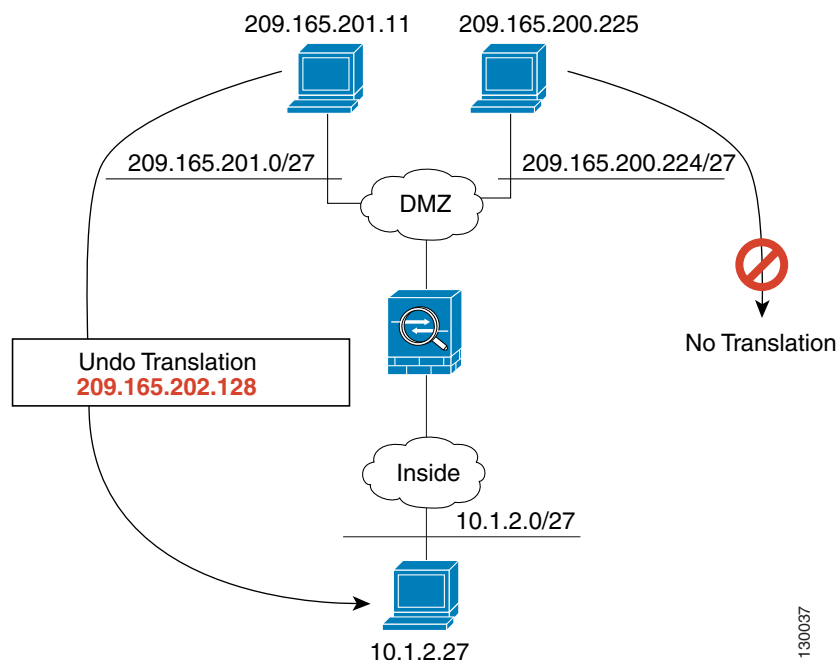 209.165.201.11
209.165.200.225
209.165.201.0/27
209.165.200.224/27
DMZ
No Translation
Undo Translation
209.165.202.128
Inside
10.1.2.0/27
10.1.2.27
130037